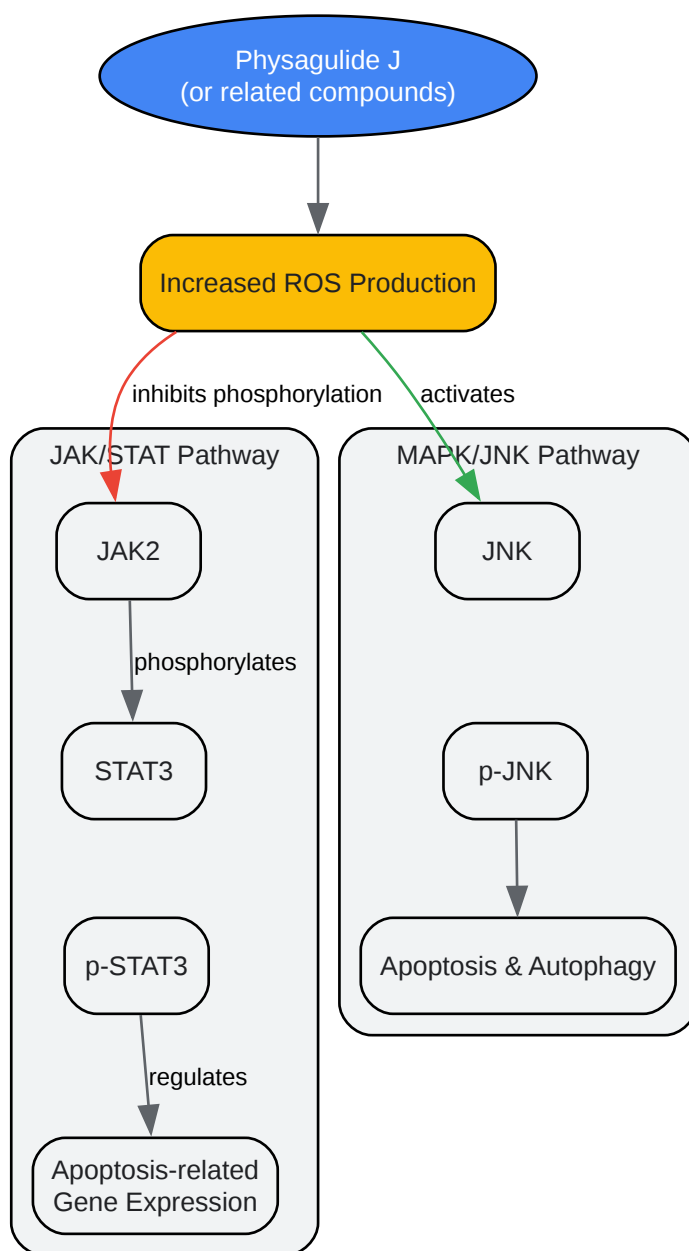 Physagulide J
(or related compounds)
Increased ROS Production
inhibits phosphorylation
activates
JAK/STAT Pathway
MAPK/JNK Pathway
JAK2
JNK
phosphorylates
STAT3
p-JNK
p-STAT3
Apoptosis & Autophagy
regulates
Apoptosis-related
Gene Expression